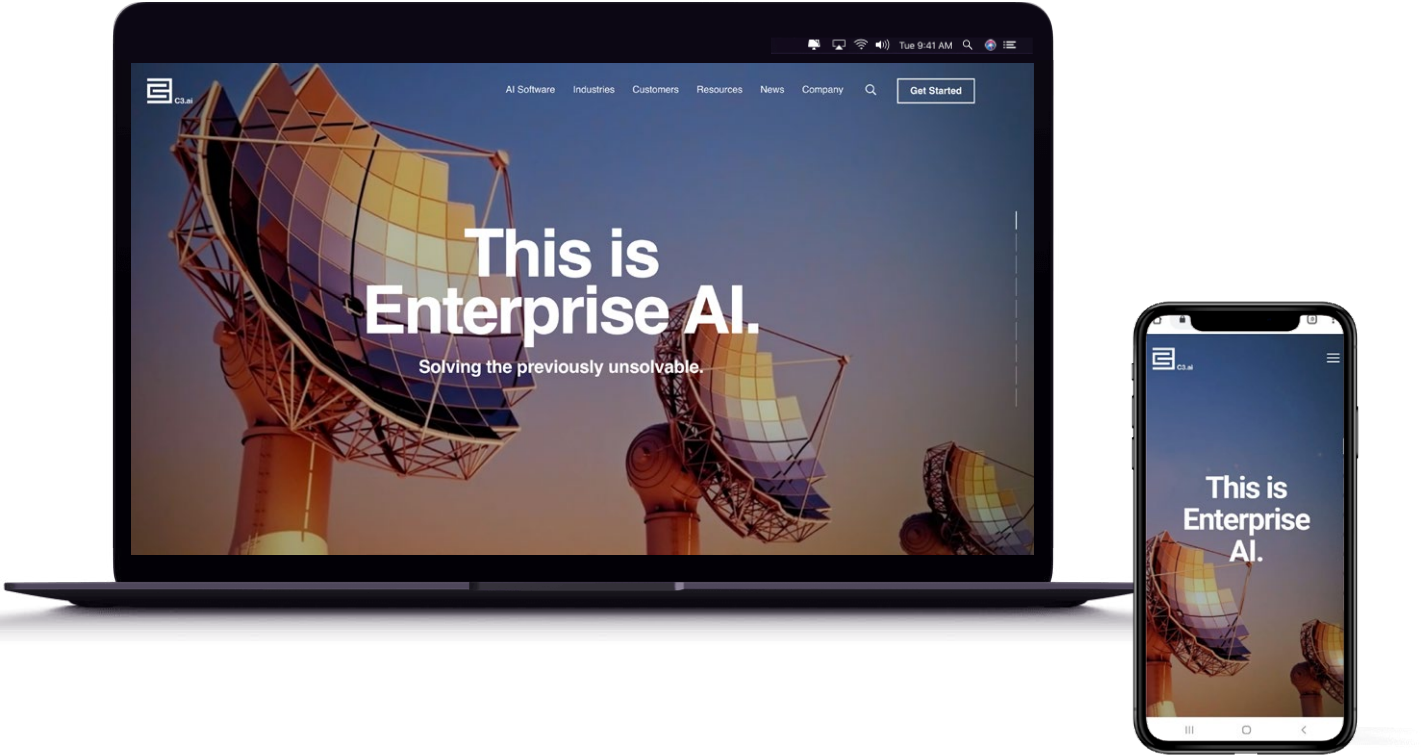 Tue 9:41 AM
C3.ai
AI Software Industries Customers Resources News Company
Get Started
This is
Enterprise AI.
Solving the previously unsolvable.
C3.ai
This is
Enterprise
AI.